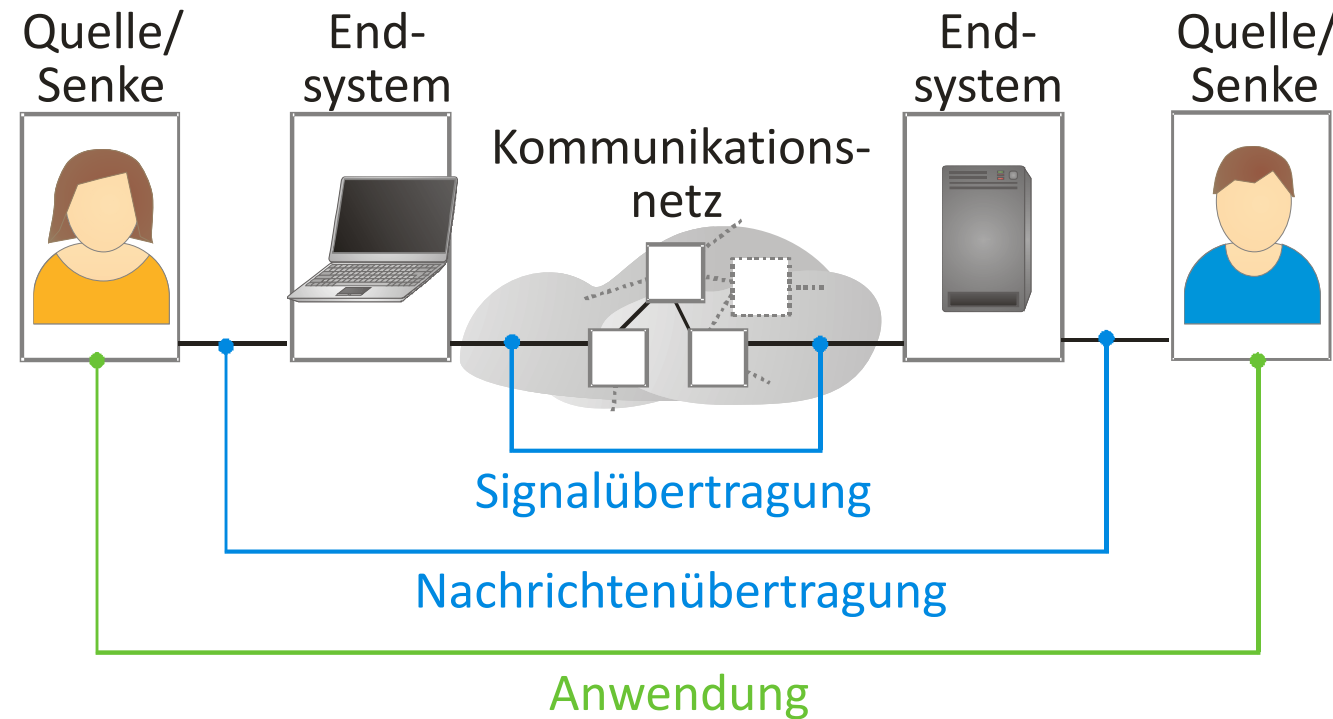 Quelle/
Senke
End-
system
Kommunikations-
netz
End-
system
Quelle/
Senke
Signalübertragung
Nachrichtenübertragung
Anwendung